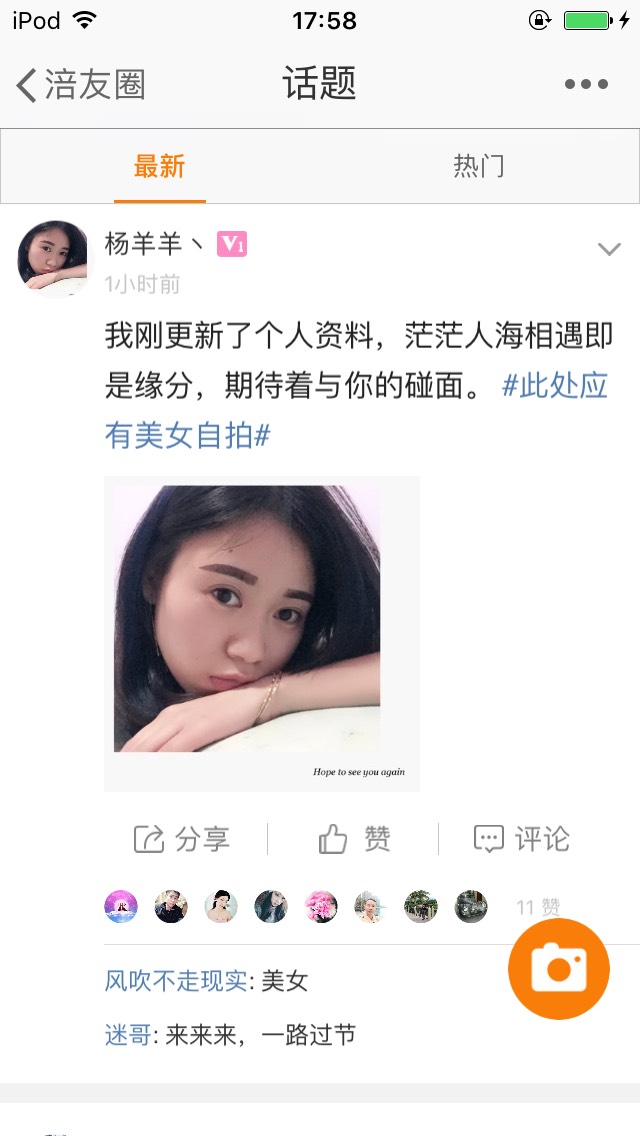 iPod 17:58
涪友圈 话题
最新 热门
杨羊羊丶 V1
1小时前
我刚更新了个人资料，茫茫人海相遇即
是缘分，期待着与你的碰面。 #此处应
有美女自拍#
Hope to see you again
分享 赞 评论
11 赞
风吹不走现实: 美女
迷哥: 来来来，一路过节